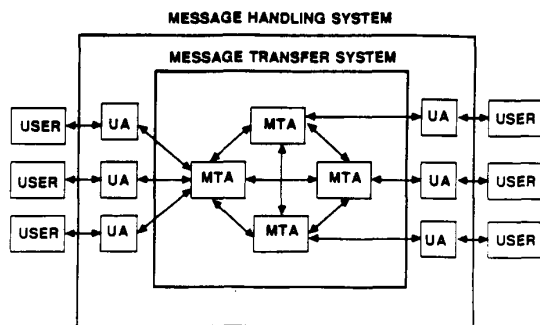 MESSAGE HANDLING SYSTEM
MESSAGE TRANSFER SYSTEM
USER UA MTA UA USER
USER UA MTA MTA UA USER
USER UA MTA UA USER